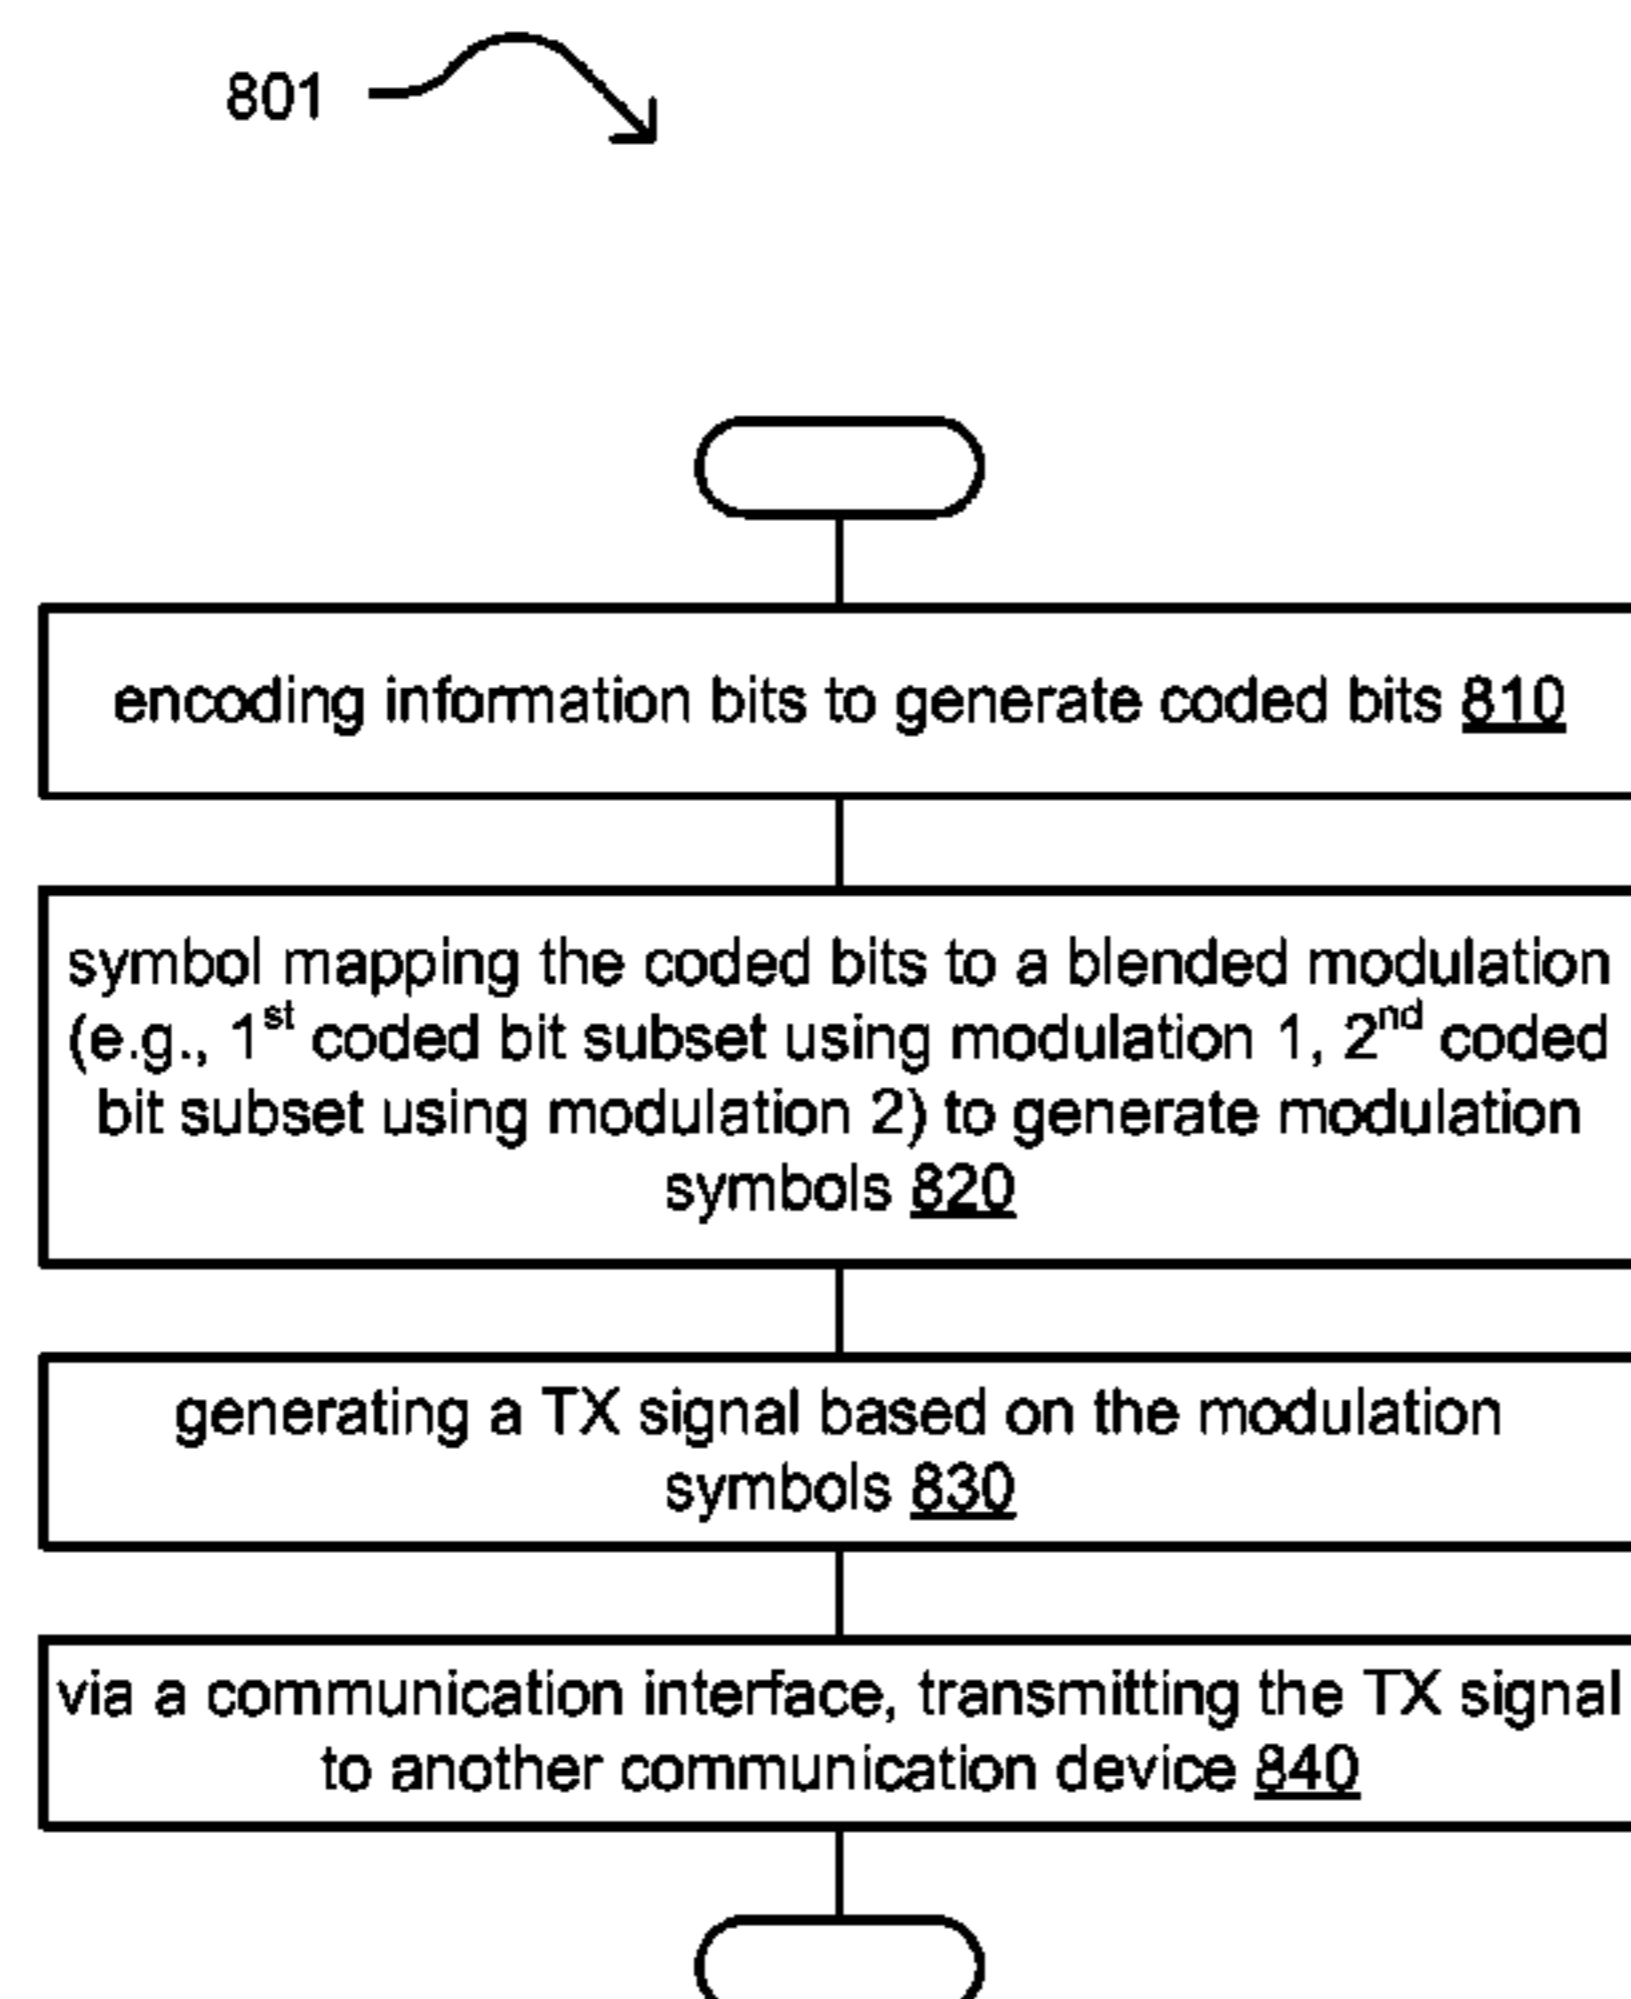 801
encoding information bits to generate coded bits 810
symbol mapping the coded bits to a blended modulation
(e.g., 1st coded bit subset using modulation 1, 2nd coded
bit subset using modulation 2) to generate modulation
symbols 820
generating a TX signal based on the modulation
symbols 830
via a communication interface, transmitting the TX signal
to another communication device 840